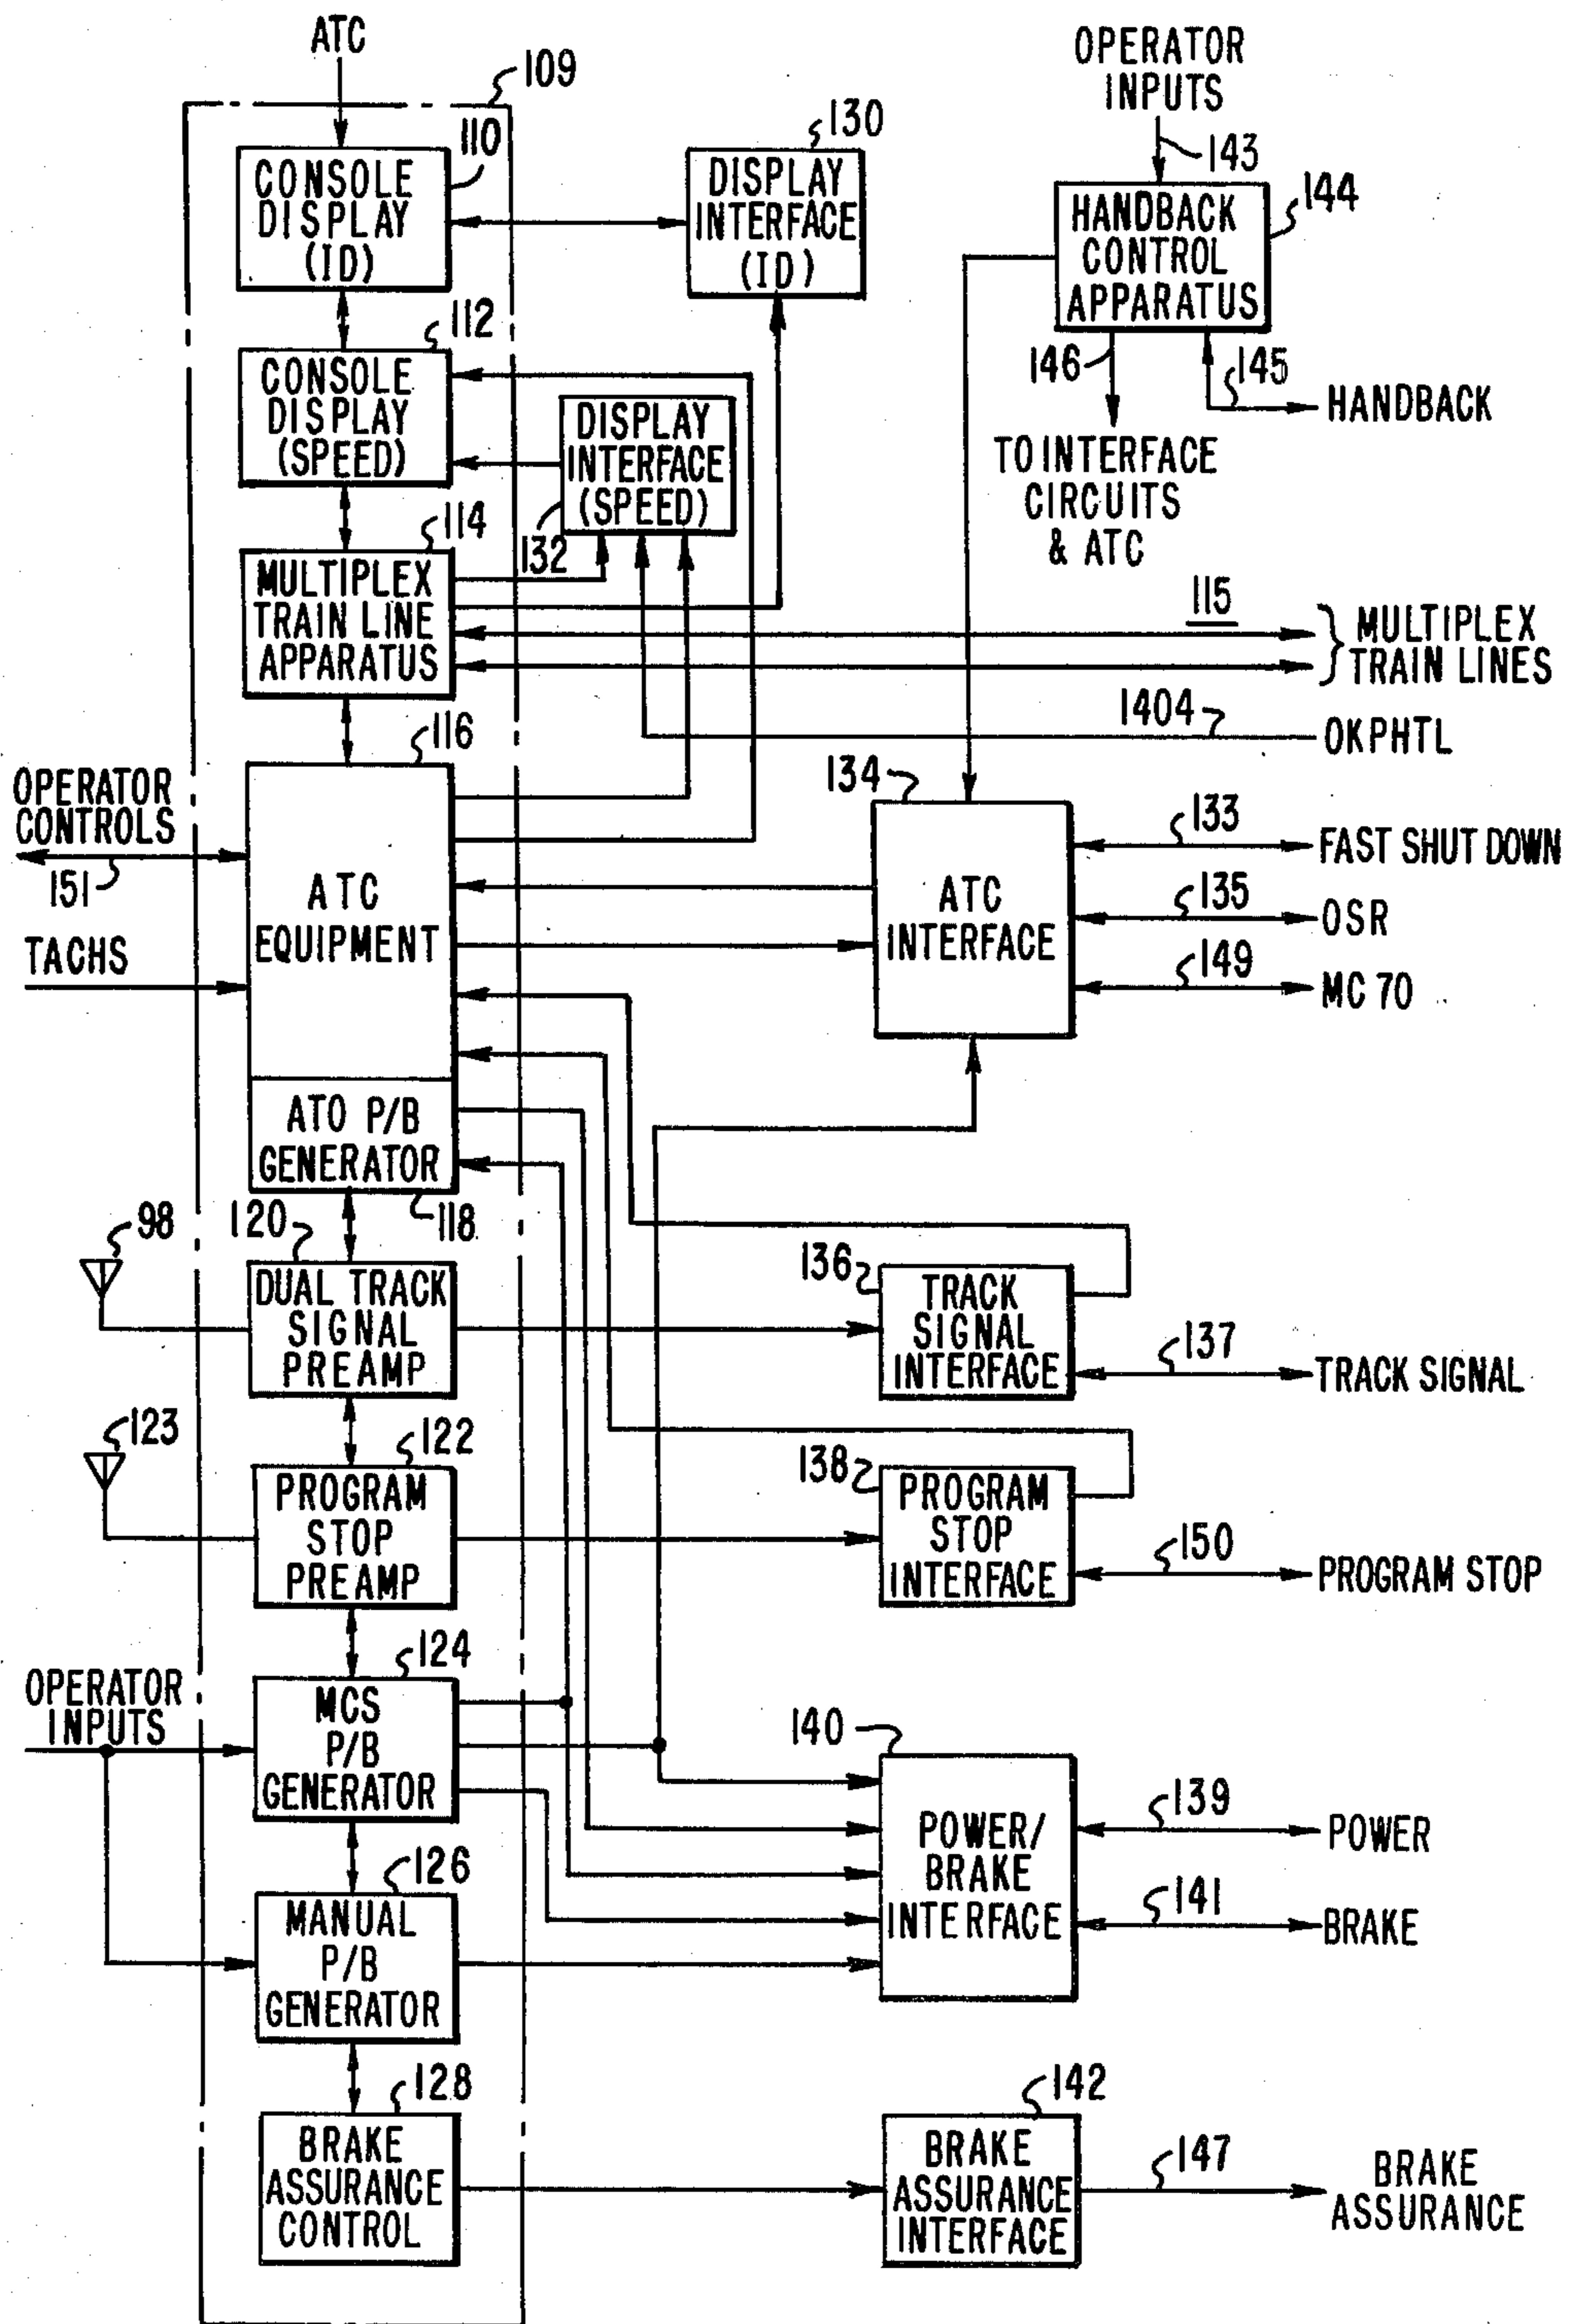 ATC
109
110
CONSOLE
DISPLAY
(ID)
130
DISPLAY
INTERFACE
(ID)
OPERATOR
INPUTS
143
144
HANDBACK
CONTROL
APPARATUS
146
145
HANDBACK
TO INTERFACE
CIRCUITS
& ATC
112
CONSOLE
DISPLAY
(SPEED)
DISPLAY
INTERFACE
(SPEED)
132
114
MULTIPLEX
TRAIN LINE
APPARATUS
115
MULTIPLEX
TRAIN LINES
1404
OKPHTL
116
OPERATOR
CONTROLS
151
TACHS
ATC
EQUIPMENT
134
ATC
INTERFACE
133
FAST SHUT DOWN
135
OSR
149
MC 70
ATO P/B
GENERATOR
118
98
120
DUAL TRACK
SIGNAL
PREAMP
136
TRACK
SIGNAL
INTERFACE
137
TRACK SIGNAL
123
122
PROGRAM
STOP
PREAMP
138
PROGRAM
STOP
INTERFACE
150
PROGRAM STOP
OPERATOR
INPUTS
124
MCS
P/B
GENERATOR
140
POWER/
BRAKE
INTERFACE
139
POWER
141
BRAKE
126
MANUAL
P/B
GENERATOR
128
BRAKE
ASSURANCE
CONTROL
142
BRAKE
ASSURANCE
INTERFACE
147
BRAKE
ASSURANCE